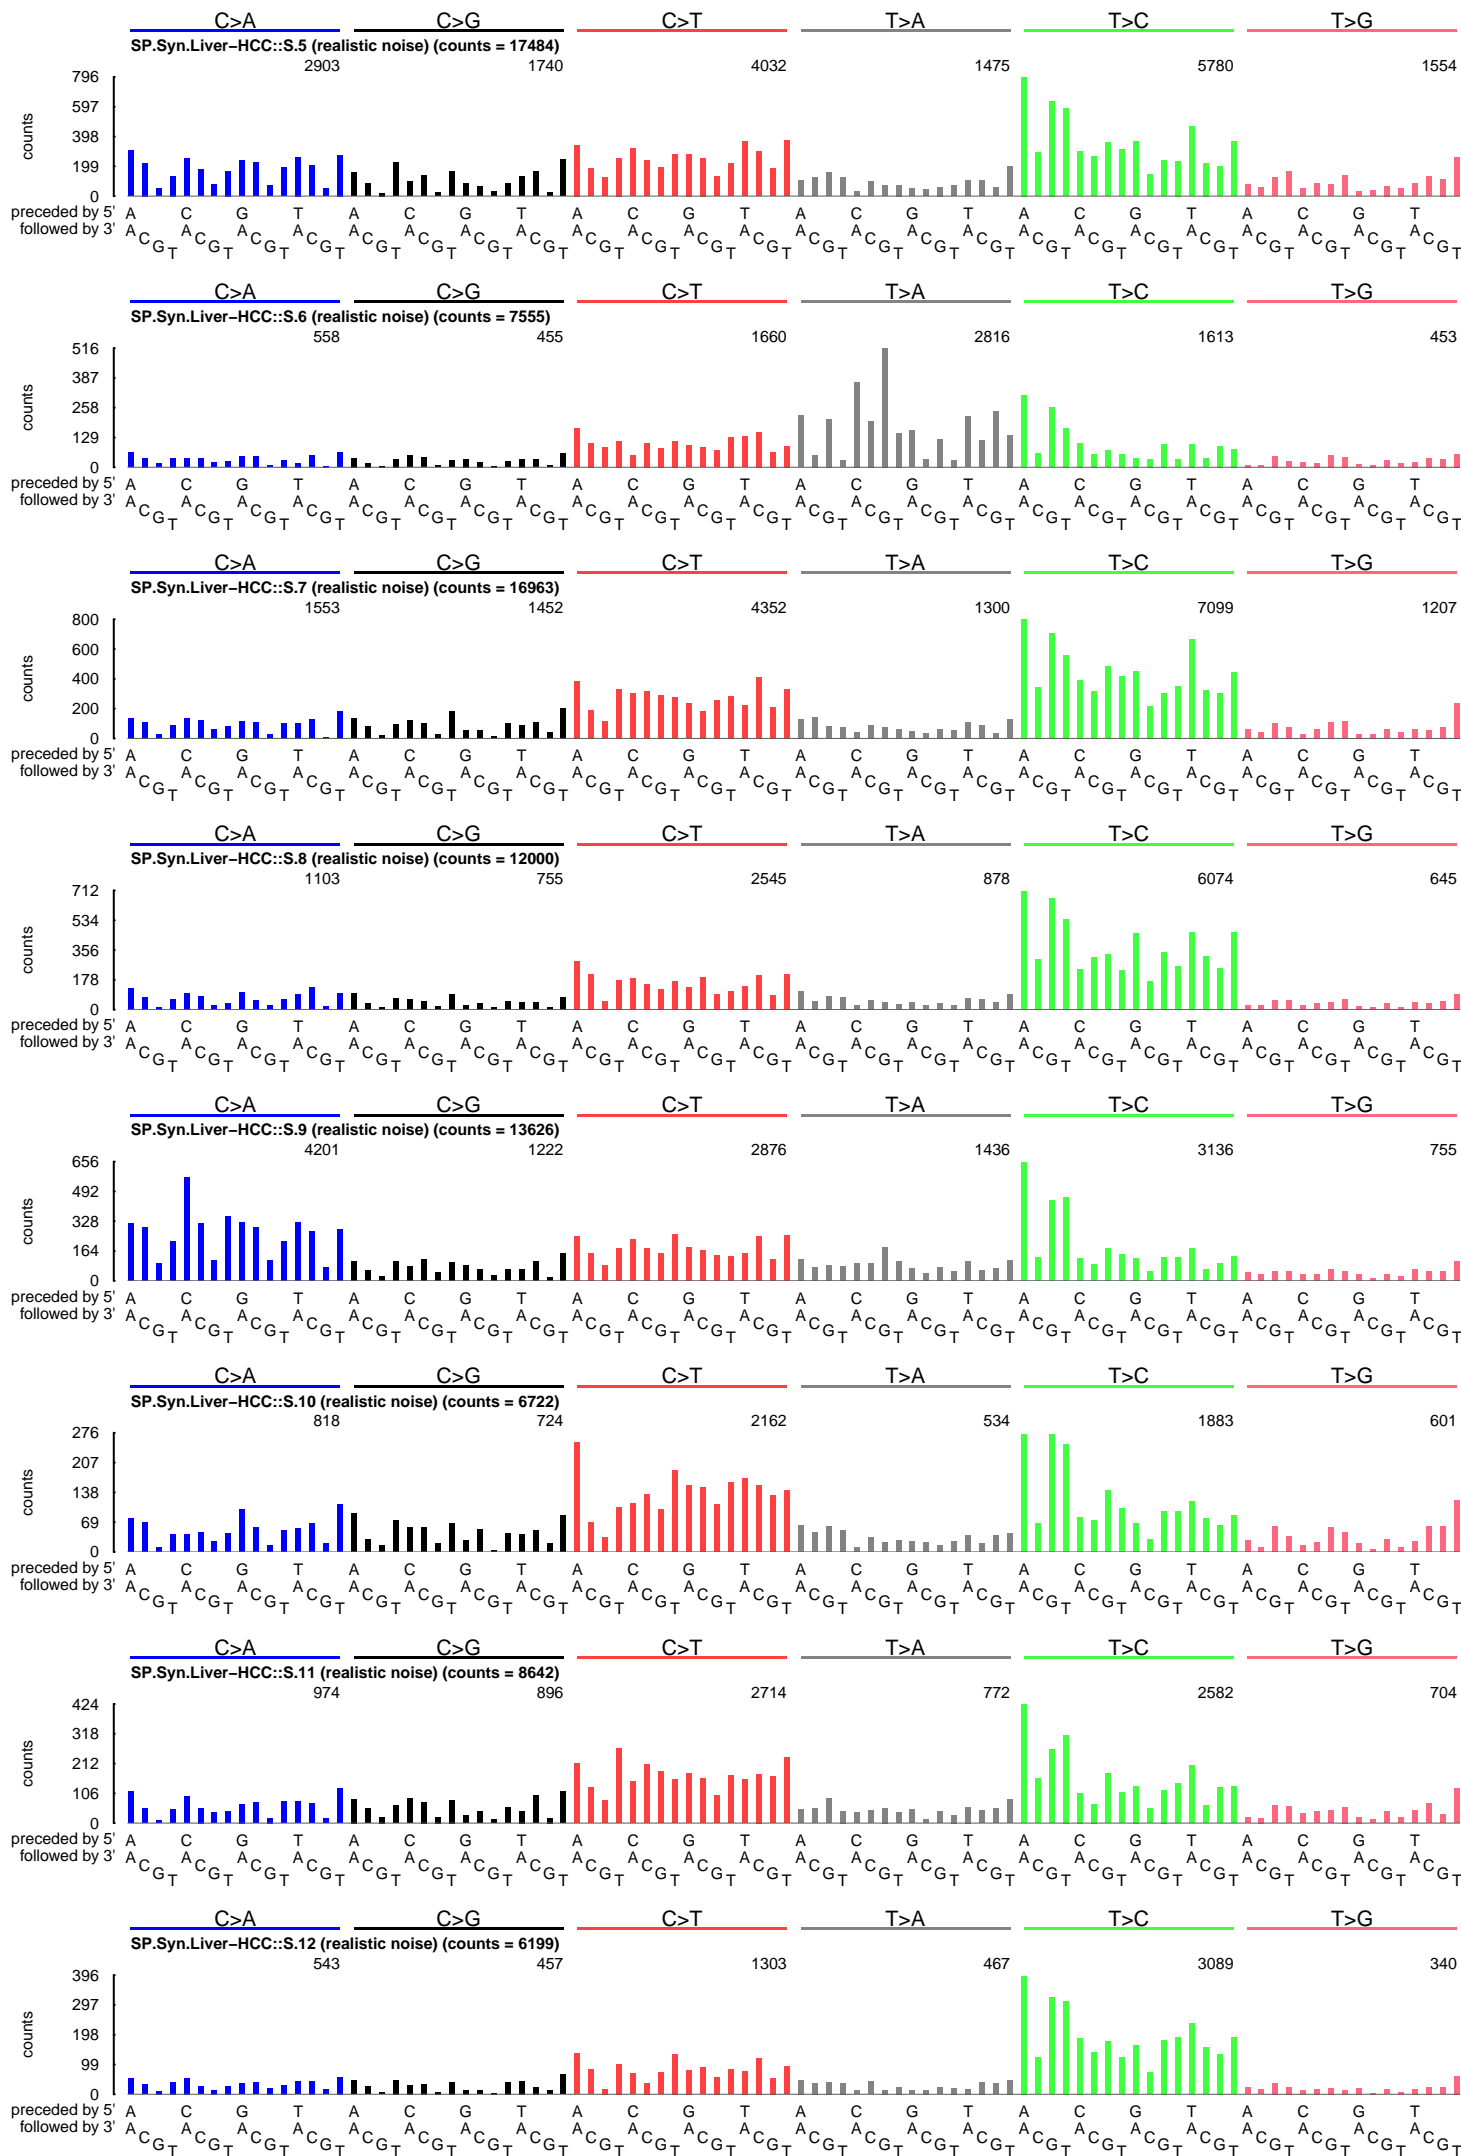 C>A C>G C>T T>A T>C T>G
SP.Syn.Liver−HCC::S.5 (realistic noise) (counts = 17484)
2903 1740 4032 1475 5780 1554
796
597
398
199
0
counts
preceded by 5' A C G T A C G T A C G T A C G T A C G T A C G T
followed by 3' A C G T A C G T A C G T A C G T A C G T A C G T A C G T A C G T A C G T A C G T A C G T A C G T A C G T A C G T A C G T A C G T A C G T A C G T A C G T A C G T A C G T A C G T A C G T A C G T
C>A C>G C>T T>A T>C T>G
SP.Syn.Liver−HCC::S.6 (realistic noise) (counts = 7555)
558 455 1660 2816 1613 453
516
387
258
129
0
counts
preceded by 5' A C G T A C G T A C G T A C G T A C G T A C G T
followed by 3' A C G T A C G T A C G T A C G T A C G T A C G T A C G T A C G T A C G T A C G T A C G T A C G T A C G T A C G T A C G T A C G T A C G T A C G T A C G T A C G T A C G T A C G T A C G T A C G T
C>A C>G C>T T>A T>C T>G
SP.Syn.Liver−HCC::S.7 (realistic noise) (counts = 16963)
1553 1452 4352 1300 7099 1207
800
600
400
200
0
counts
preceded by 5' A C G T A C G T A C G T A C G T A C G T A C G T
followed by 3' A C G T A C G T A C G T A C G T A C G T A C G T A C G T A C G T A C G T A C G T A C G T A C G T A C G T A C G T A C G T A C G T A C G T A C G T A C G T A C G T A C G T A C G T A C G T A C G T
C>A C>G C>T T>A T>C T>G
SP.Syn.Liver−HCC::S.8 (realistic noise) (counts = 12000)
1103 755 2545 878 6074 645
712
534
356
178
0
counts
preceded by 5' A C G T A C G T A C G T A C G T A C G T A C G T
followed by 3' A C G T A C G T A C G T A C G T A C G T A C G T A C G T A C G T A C G T A C G T A C G T A C G T A C G T A C G T A C G T A C G T A C G T A C G T A C G T A C G T A C G T A C G T A C G T A C G T
C>A C>G C>T T>A T>C T>G
SP.Syn.Liver−HCC::S.9 (realistic noise) (counts = 13626)
4201 1222 2876 1436 3136 755
656
492
328
164
0
counts
preceded by 5' A C G T A C G T A C G T A C G T A C G T A C G T
followed by 3' A C G T A C G T A C G T A C G T A C G T A C G T A C G T A C G T A C G T A C G T A C G T A C G T A C G T A C G T A C G T A C G T A C G T A C G T A C G T A C G T A C G T A C G T A C G T A C G T
C>A C>G C>T T>A T>C T>G
SP.Syn.Liver−HCC::S.10 (realistic noise) (counts = 6722)
818 724 2162 534 1883 601
276
207
138
69
0
counts
preceded by 5' A C G T A C G T A C G T A C G T A C G T A C G T
followed by 3' A C G T A C G T A C G T A C G T A C G T A C G T A C G T A C G T A C G T A C G T A C G T A C G T A C G T A C G T A C G T A C G T A C G T A C G T A C G T A C G T A C G T A C G T A C G T A C G T
C>A C>G C>T T>A T>C T>G
SP.Syn.Liver−HCC::S.11 (realistic noise) (counts = 8642)
974 896 2714 772 2582 704
424
318
212
106
0
counts
preceded by 5' A C G T A C G T A C G T A C G T A C G T A C G T
followed by 3' A C G T A C G T A C G T A C G T A C G T A C G T A C G T A C G T A C G T A C G T A C G T A C G T A C G T A C G T A C G T A C G T A C G T A C G T A C G T A C G T A C G T A C G T A C G T A C G T
C>A C>G C>T T>A T>C T>G
SP.Syn.Liver−HCC::S.12 (realistic noise) (counts = 6199)
543 457 1303 467 3089 340
396
297
198
99
0
counts
preceded by 5' A C G T A C G T A C G T A C G T A C G T A C G T
followed by 3' A C G T A C G T A C G T A C G T A C G T A C G T A C G T A C G T A C G T A C G T A C G T A C G T A C G T A C G T A C G T A C G T A C G T A C G T A C G T A C G T A C G T A C G T A C G T A C G T